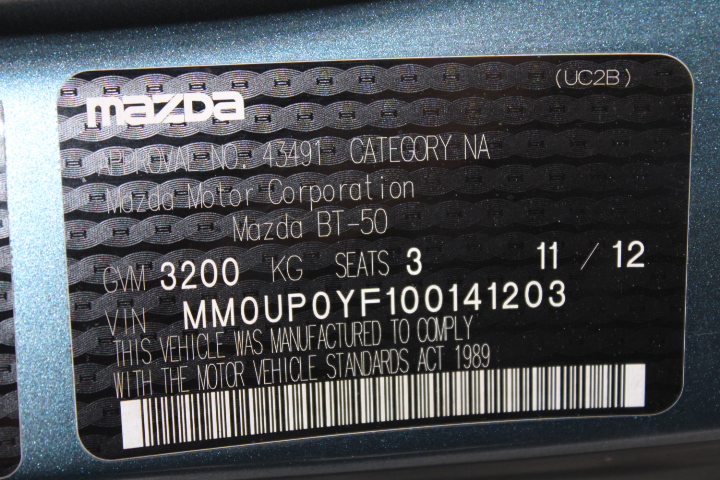 (UC2B)
mazda
APPROVAL NO. 43491 CATEGORY NA
Mazda Motor Corporation
Mazda BT-50
GVM 3200 KG SEATS 3 11 / 12
VIN MM0UP0YF100141203
THIS VEHICLE WAS MANUFACTURED TO COMPLY
WITH THE MOTOR VEHICLE STANDARDS ACT 1989